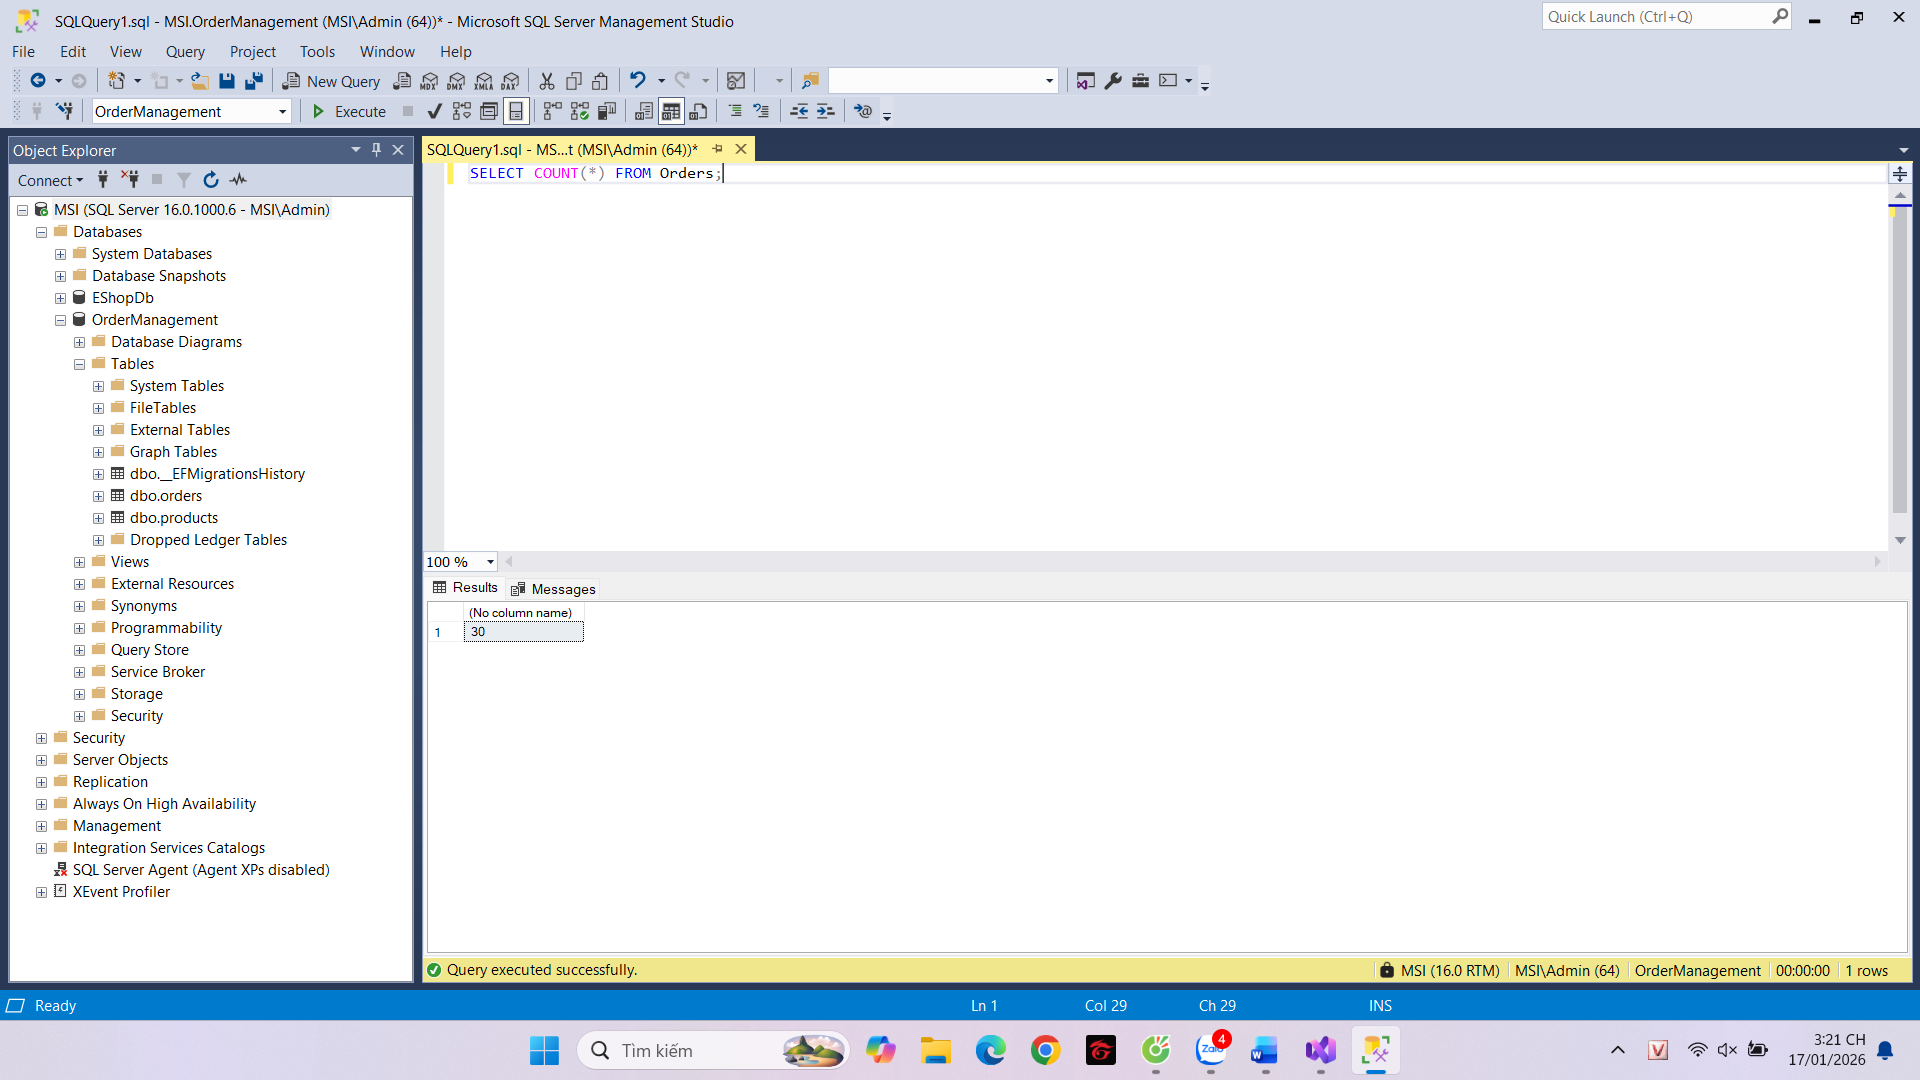 SQLQuery1.sql - MSI.OrderManagement (MSI\Admin (64))* - Microsoft SQL Server Management Studio
Quick Launch (Ctrl+Q)
File Edit View Query Project Tools Window Help
New Query
MDX DMX XMLA DAX
OrderManagement Execute
Object Explorer
Connect
MSI (SQL Server 16.0.1000.6 - MSI\Admin)
Databases
System Databases
Database Snapshots
EShopDb
OrderManagement
Database Diagrams
Tables
System Tables
FileTables
External Tables
Graph Tables
dbo.__EFMigrationsHistory
dbo.orders
dbo.products
Dropped Ledger Tables
Views
External Resources
Synonyms
Programmability
Query Store
Service Broker
Storage
Security
Security
Server Objects
Replication
Always On High Availability
Management
Integration Services Catalogs
SQL Server Agent (Agent XPs disabled)
XEvent Profiler
SQLQuery1.sql - MS...t (MSI\Admin (64))*
SELECT COUNT(*) FROM Orders;
100 %
Results Messages
(No column name)
1 30
Query executed successfully.
MSI (16.0 RTM) MSI\Admin (64) OrderManagement 00:00:00 1 rows
Ready Ln 1 Col 29 Ch 29 INS
Tìm kiếm
Zalo 4
3:21 CH
17/01/2026